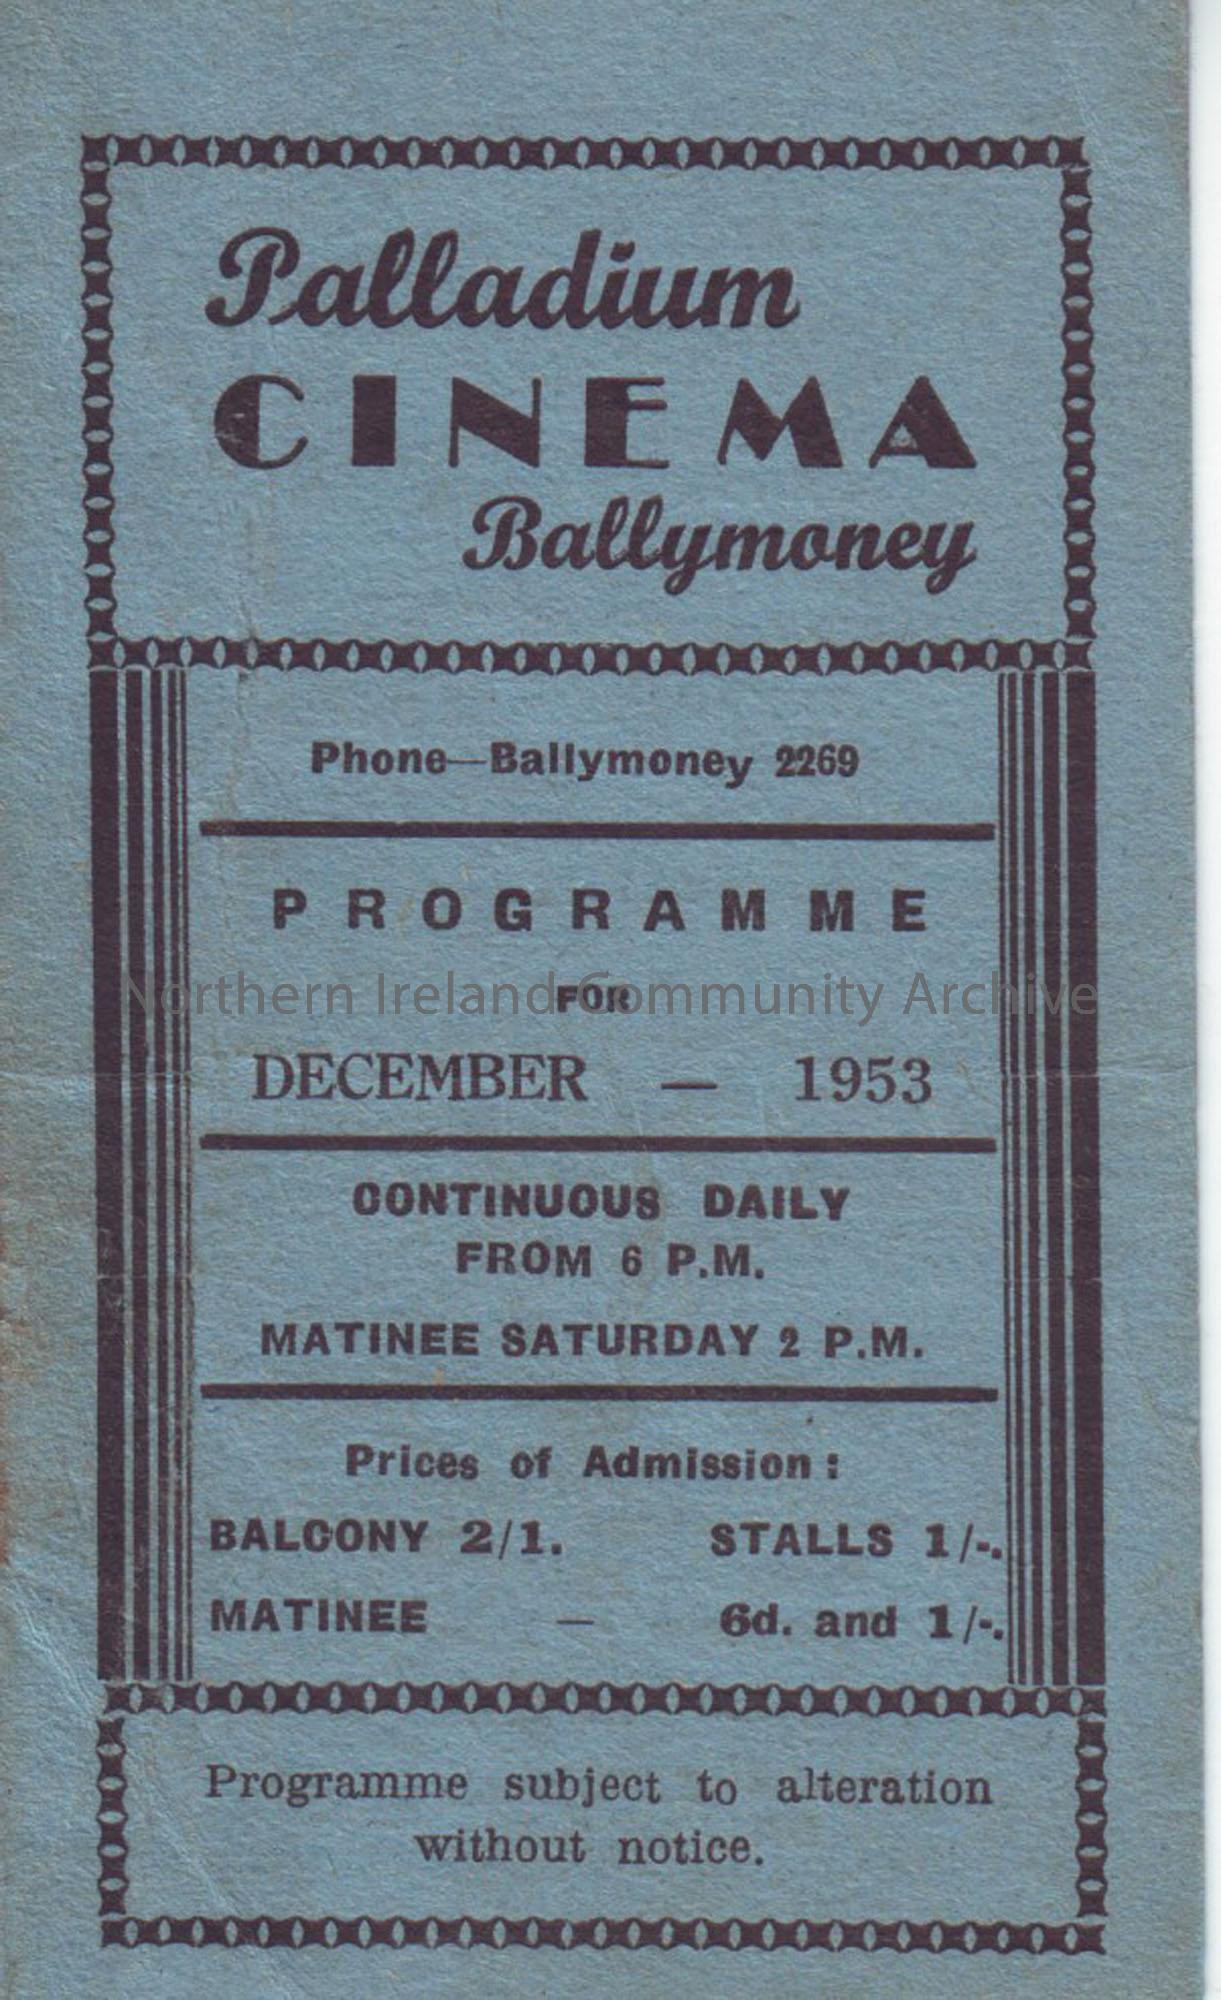 Palladium
CINEMA
Ballymoney
Phone—Ballymoney 2269
PROGRAMME
FOR
Northern Ireland Community Archive
DECEMBER — 1953
CONTINUOUS DAILY
FROM 6 P.M.
MATINEE SATURDAY 2 P.M.
Prices of Admission :
BALCONY 2/1. STALLS 1/-.
MATINEE — 6d. and 1/-.
Programme subject to alteration
without notice.